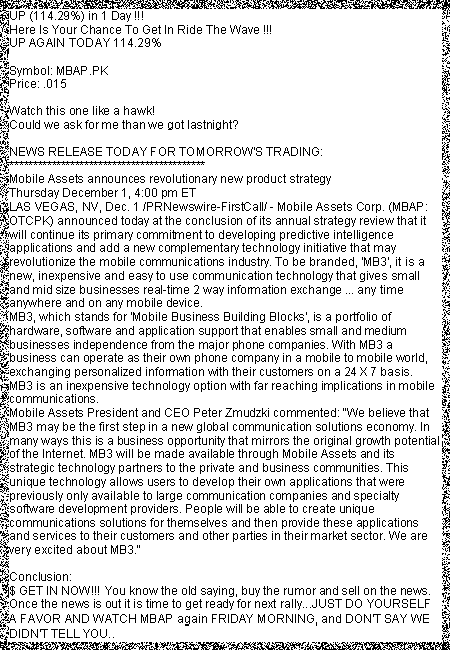 UP (114.29%) in 1 Day !!!
Here Is Your Chance To Get In Ride The Wave !!!
UP AGAIN TODAY 114.29%
Symbol: MBAP.PK
Price: .015
Watch this one like a hawk!
Could we ask for me than we got lastnight?
NEWS RELEASE TODAY FOR TOMORROW'S TRADING:
****************************************
Mobile Assets announces revolutionary new product strategy
Thursday December 1, 4:00 pm ET
LAS VEGAS, NV, Dec. 1 /PRNewswire-FirstCall/ - Mobile Assets Corp. (MBAP:
OTCPK) announced today at the conclusion of its annual strategy review that it
will continue its primary commitment to developing predictive intelligence
applications and add a new complementary technology initiative that may
revolutionize the mobile communications industry. To be branded, 'MB3', it is a
new, inexpensive and easy to use communication technology that gives small
and mid size businesses real-time 2 way information exchange ... any time
anywhere and on any mobile device.
MB3, which stands for 'Mobile Business Building Blocks', is a portfolio of
hardware, software and application support that enables small and medium
businesses independence from the major phone companies. With MB3 a
business can operate as their own phone company in a mobile to mobile world,
exchanging personalized information with their customers on a 24 X 7 basis.
MB3 is an inexpensive technology option with far reaching implications in mobile
communications.
Mobile Assets President and CEO Peter Zmudzki commented: "We believe that
MB3 may be the first step in a new global communication solutions economy. In
many ways this is a business opportunity that mirrors the original growth potential
of the Internet. MB3 will be made available through Mobile Assets and its
strategic technology partners to the private and business communities. This
unique technology allows users to develop their own applications that were
previously only available to large communication companies and specialty
software development providers. People will be able to create unique
communications solutions for themselves and then provide these applications
and services to their customers and other parties in their market sector. We are
very excited about MB3."
Conclusion:
$ GET IN NOW!!! You know the old saying, buy the rumor and sell on the news.
Once the news is out it is time to get ready for next rally...JUST DO YOURSELF
A FAVOR AND WATCH MBAP again FRIDAY MORNING, and DON'T SAY WE
DIDN'T TELL YOU..